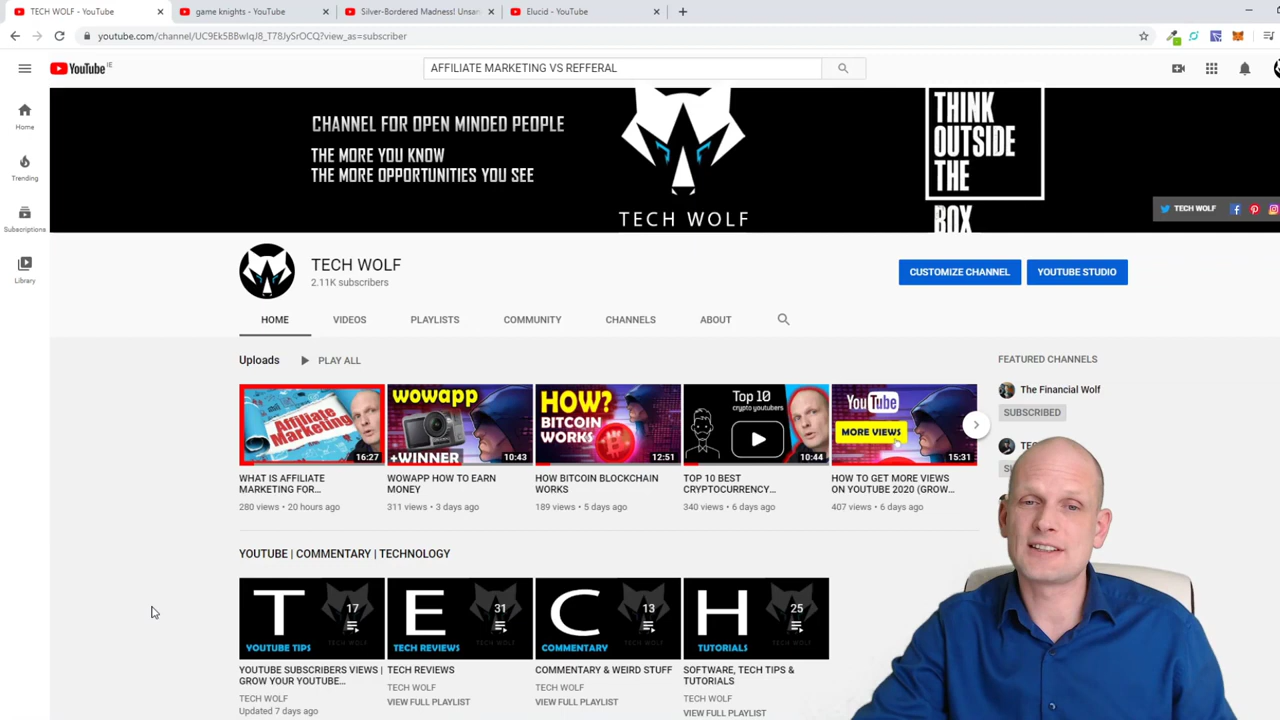 TECH WOLF - YouTube
game knights - YouTube
Silver-Bordered Madness! Unsan
Elucid - YouTube
youtube.com/channel/UC9Ek5BBwIqJ8_T78JySrOCQ?view_as=subscriber
YouTube IE
AFFILIATE MARKETING VS REFFERAL
Home
Trending
Subscriptions
Library
CHANNEL FOR OPEN MINDED PEOPLE
THE MORE YOU KNOW
THE MORE OPPORTUNITIES YOU SEE
TECH WOLF
THINK
OUTSIDE
THE
BOX
TECH WOLF
TECH WOLF
2.11K subscribers
CUSTOMIZE CHANNEL
YOUTUBE STUDIO
HOME
VIDEOS
PLAYLISTS
COMMUNITY
CHANNELS
ABOUT
Uploads
PLAY ALL
Affiliate
Marketing
16:27
WHAT IS AFFILIATE
MARKETING FOR...
280 views • 20 hours ago
wowapp
+WINNER
10:43
WOWAPP HOW TO EARN
MONEY
311 views • 3 days ago
HOW?
BITCOIN
WORKS
12:51
HOW BITCOIN BLOCKCHAIN
WORKS
189 views • 5 days ago
Top 10
crypto youtubers
10:44
TOP 10 BEST
CRYPTOCURRENCY...
340 views • 6 days ago
YouTube
MORE VIEWS
15:31
HOW TO GET MORE VIEWS
ON YOUTUBE 2020 (GROW...
407 views • 6 days ago
FEATURED CHANNELS
The Financial Wolf
SUBSCRIBED
YOUTUBE | COMMENTARY | TECHNOLOGY
T
17
YOUTUBE TIPS
TECH WOLF
YOUTUBE SUBSCRIBERS VIEWS |
GROW YOUR YOUTUBE...
TECH WOLF
Updated 7 days ago
E
31
TECH REVIEWS
TECH WOLF
TECH REVIEWS
TECH WOLF
VIEW FULL PLAYLIST
C
13
COMMENTARY
TECH WOLF
COMMENTARY & WEIRD STUFF
TECH WOLF
VIEW FULL PLAYLIST
H
25
TUTORIALS
TECH WOLF
SOFTWARE, TECH TIPS &
TUTORIALS
TECH WOLF
VIEW FULL PLAYLIST